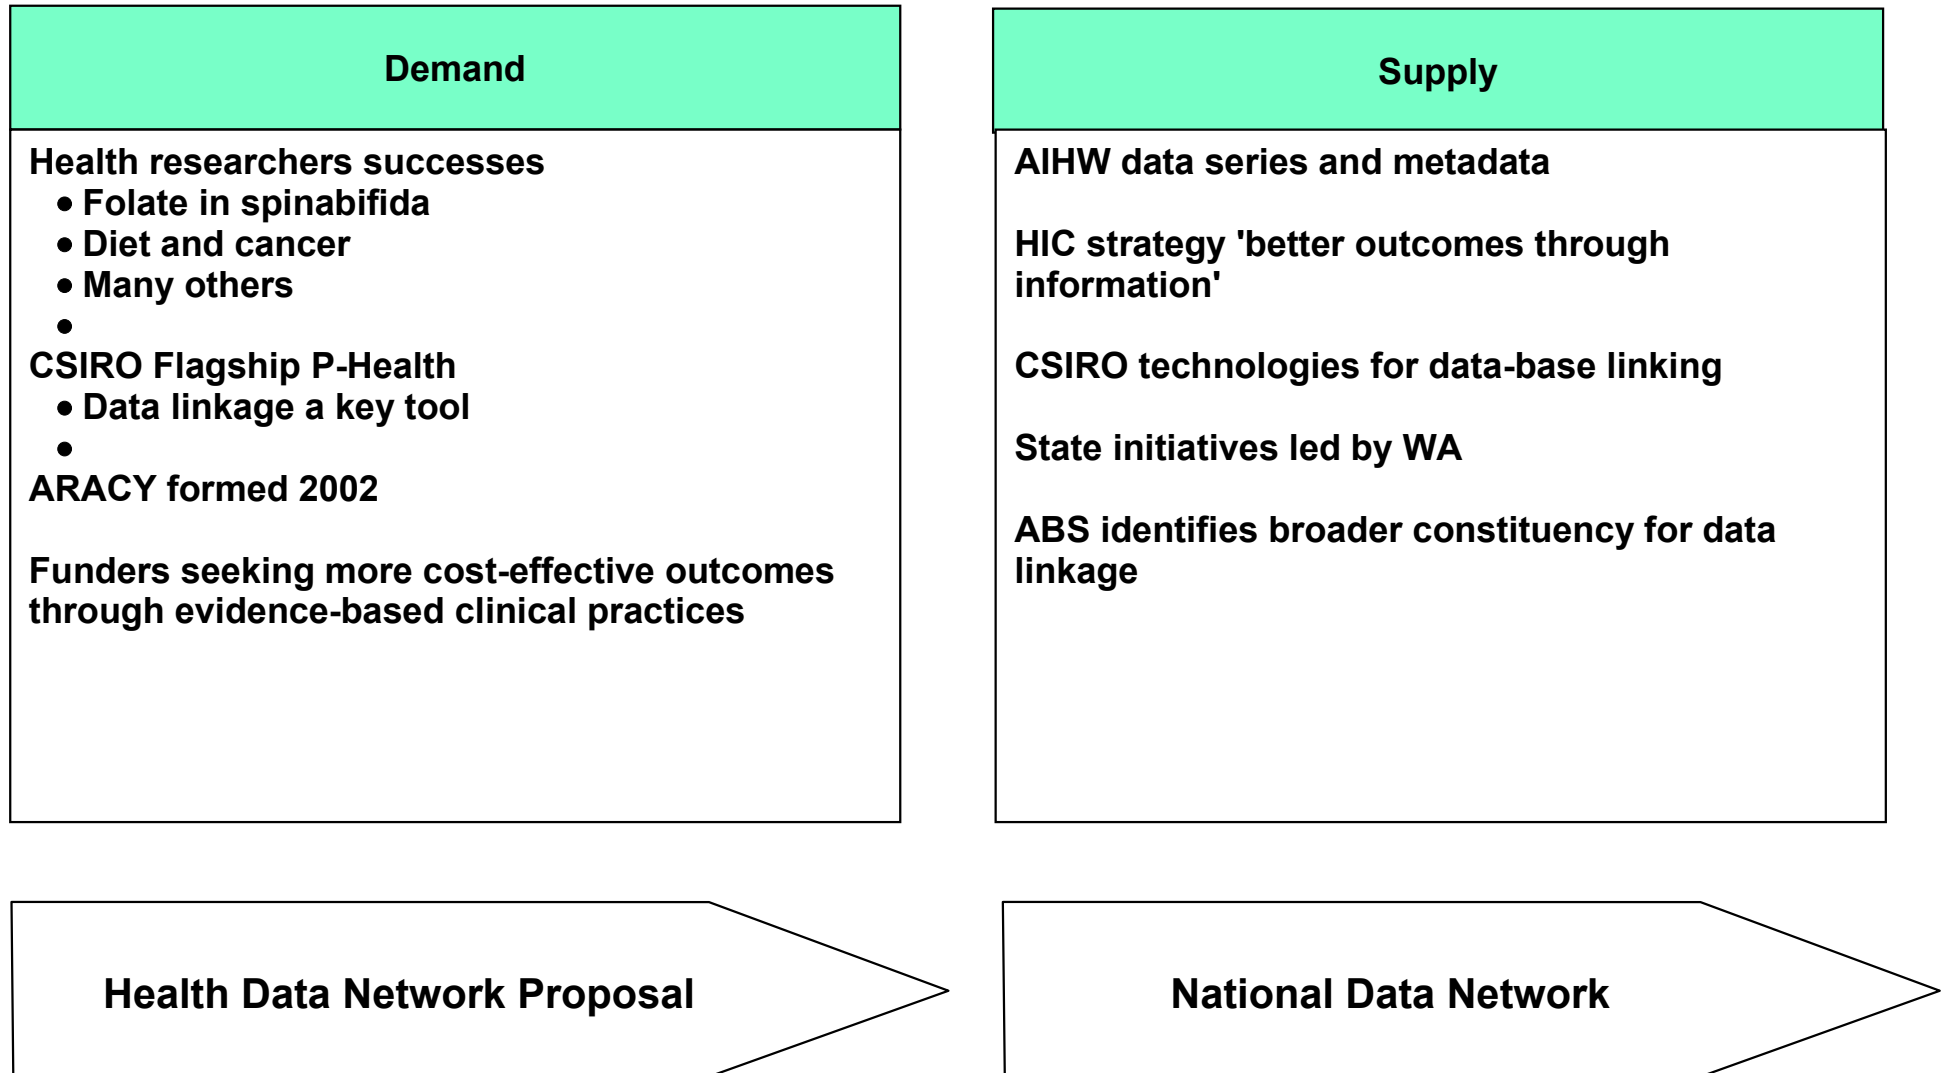 Demand
Health researchers successes
• Folate in spinabifida
• Diet and cancer
• Many others
•
CSIRO Flagship P-Health
• Data linkage a key tool
•
ARACY formed 2002
Funders seeking more cost-effective outcomes
through evidence-based clinical practices
Supply
AIHW data series and metadata
HIC strategy 'better outcomes through
information'
CSIRO technologies for data-base linking
State initiatives led by WA
ABS identifies broader constituency for data
linkage
Health Data Network Proposal
National Data Network